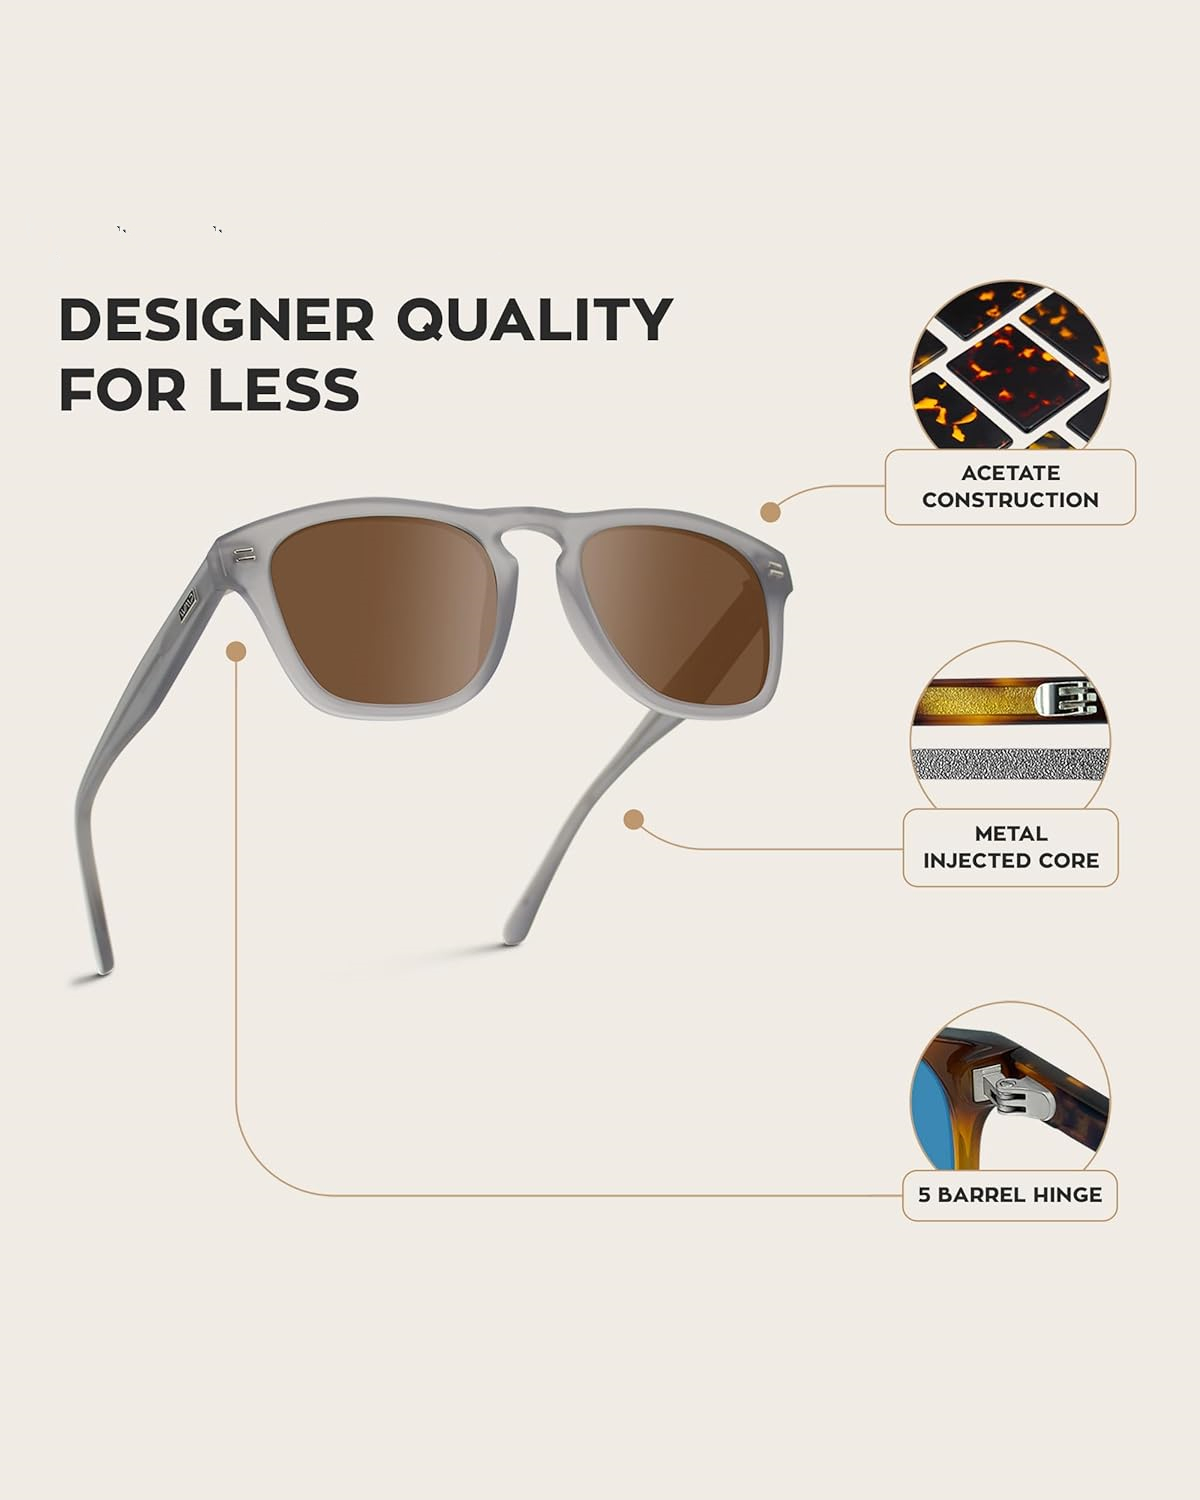 DESIGNER QUALITY
FOR LESS
ACETATE
CONSTRUCTION
METAL
INJECTED CORE
5 BARREL HINGE